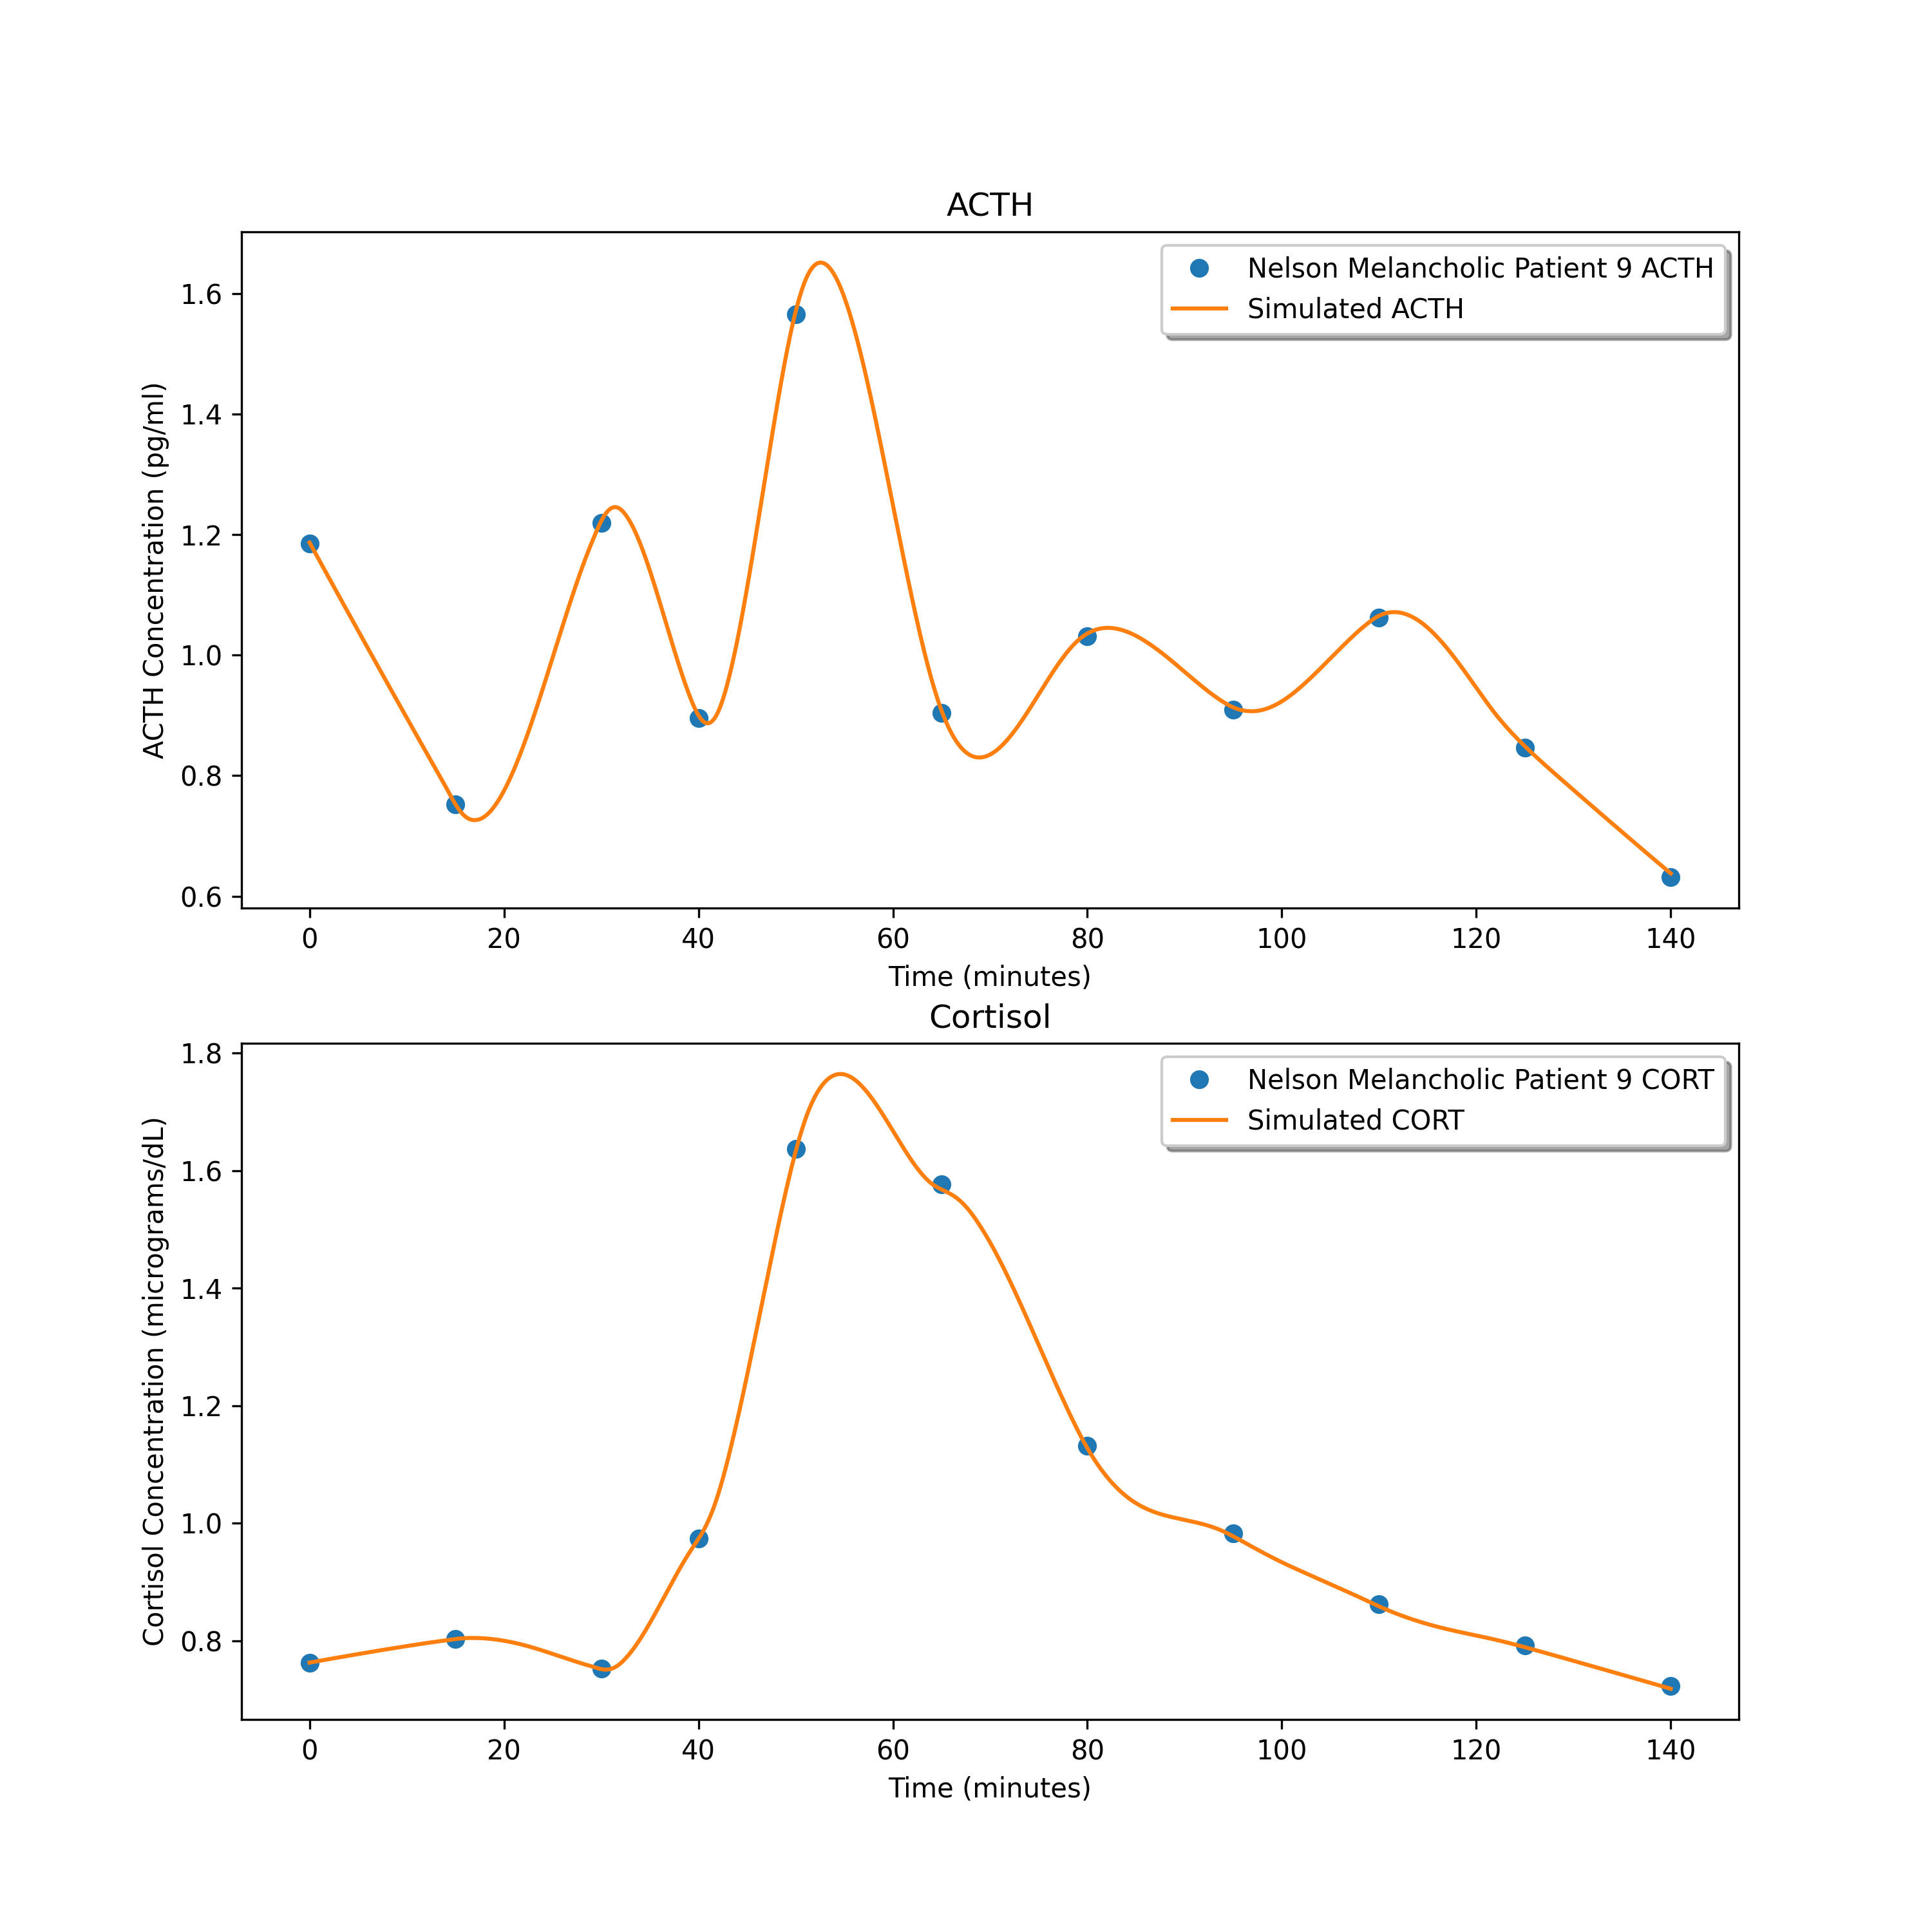 ACTH
Nelson Melancholic Patient 9 ACTH
Simulated ACTH
ACTH Concentration (pg/ml)
1.6
1.4
1.2
1.0
0.8
0.6
0 20 40 60 80 100 120 140
Time (minutes)
Cortisol
Nelson Melancholic Patient 9 CORT
Simulated CORT
Cortisol Concentration (micrograms/dL)
1.8
1.6
1.4
1.2
1.0
0.8
0 20 40 60 80 100 120 140
Time (minutes)